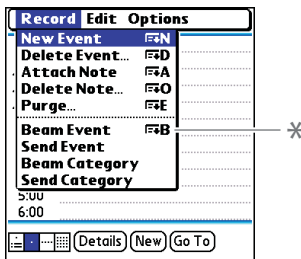 Record Edit Options
New Event N
Delete Event... D
Attach Note A
Delete Note... O
Purge... E
Beam Event B
Send Event
Beam Category
Send Category
5:00
6:00
Details New Go To